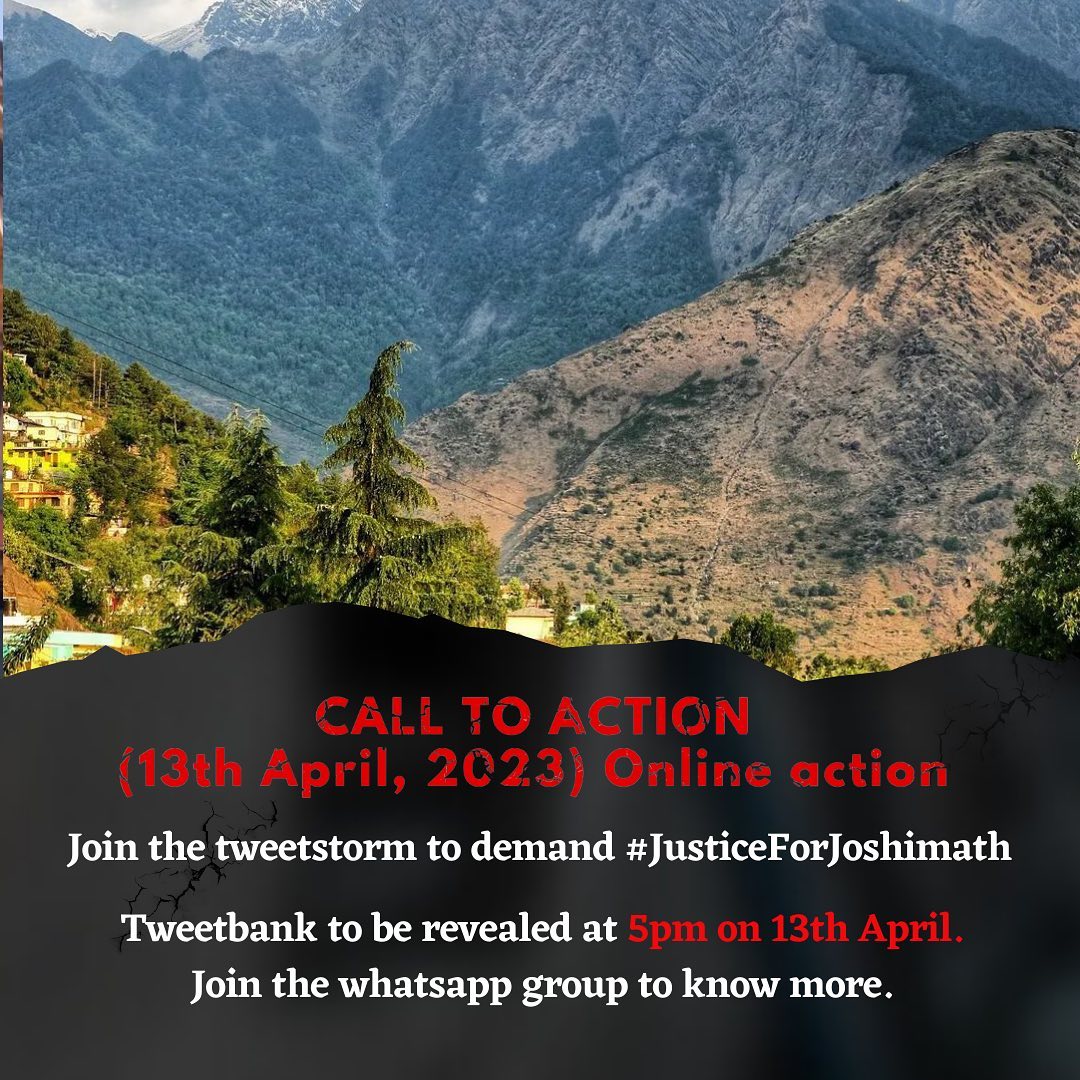 CALL TO ACTION
(13th April, 2023) Online action
Join the tweetstorm to demand #JusticeForJoshimath
Tweetbank to be revealed at 5pm on 13th April.
Join the whatsapp group to know more.